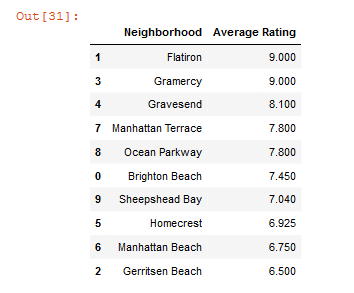 Out[31]:
Neighborhood Average Rating
1 Flatiron 9.000
3 Gramercy 9.000
4 Gravesend 8.100
7 Manhattan Terrace 7.800
8 Ocean Parkway 7.800
0 Brighton Beach 7.450
9 Sheepshead Bay 7.040
5 Homecrest 6.925
6 Manhattan Beach 6.750
2 Gerritsen Beach 6.500